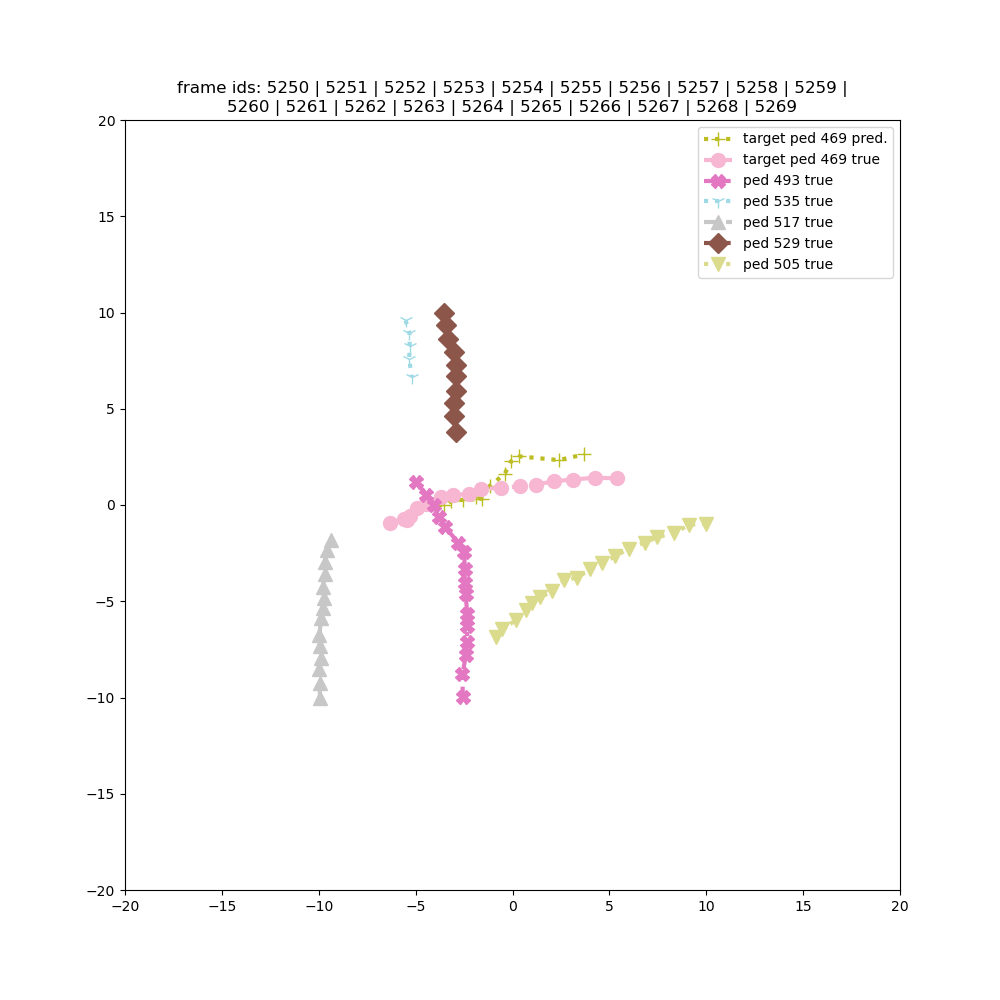 frame ids: 5250 | 5251 | 5252 | 5253 | 5254 | 5255 | 5256 | 5257 | 5258 | 5259 |
5260 | 5261 | 5262 | 5263 | 5264 | 5265 | 5266 | 5267 | 5268 | 5269
target ped 469 pred.
target ped 469 true
ped 493 true
ped 535 true
ped 517 true
ped 529 true
ped 505 true
20
15
10
5
0
−5
−10
−15
−20
−20 −15 −10 −5 0 5 10 15 20